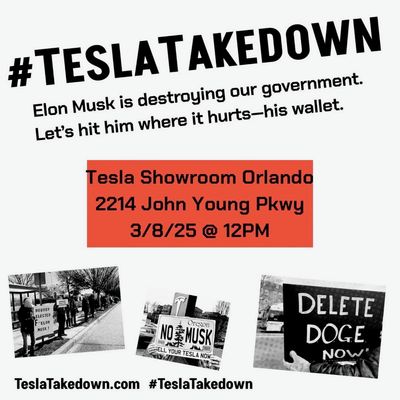 #TESLATAKEDOWN
Elon Musk is destroying our government.
Let's hit him where it hurts—his wallet.
Tesla Showroom Orlando
2214 John Young Pkwy
3/8/25 @ 12PM
Oregon
NO MUSK
SELL YOUR TESLA NOW
DELETE
DOGE
NOW!
TeslaTakedown.com #TeslaTakedown